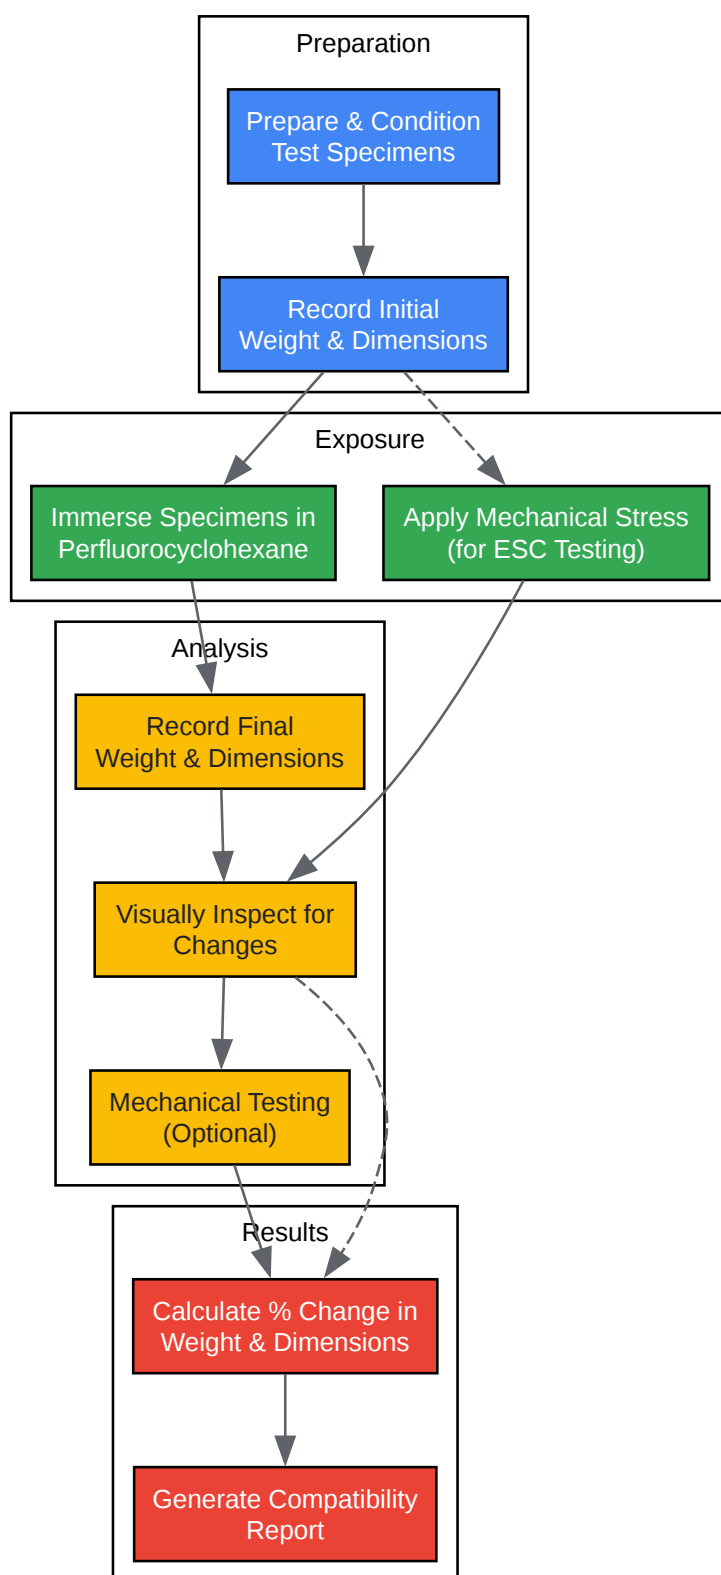 Preparation
Prepare & Condition
Test Specimens
Record Initial
Weight & Dimensions
Exposure
Immerse Specimens in
Perfluorocyclohexane
Apply Mechanical Stress
(for ESC Testing)
Analysis
Record Final
Weight & Dimensions
Visually Inspect for
Changes
Mechanical Testing
(Optional)
Results
Calculate % Change in
Weight & Dimensions
Generate Compatibility
Report